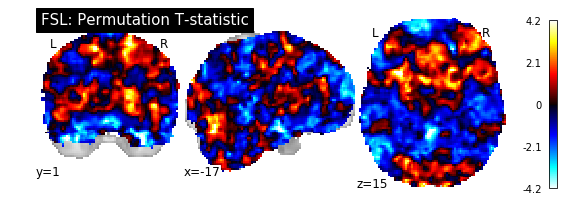 FSL: Permutation T-statistic
L R
L R
y=1
x=-17
z=15
4.2
2.1
0
-2.1
-4.2